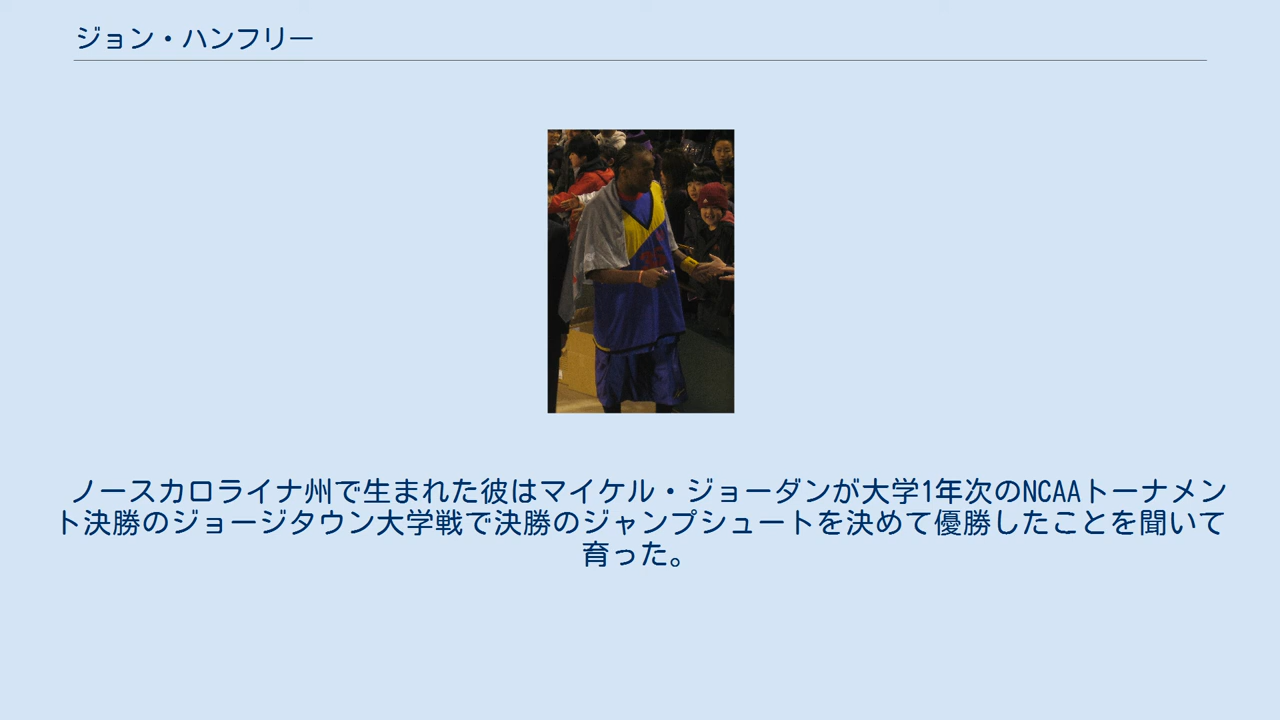 ジョン・ハンフリー
ノースカロライナ州で生まれた彼はマイケル・ジョーダンが大学1年次のNCAAトーナメン
ト決勝のジョージタウン大学戦で決勝のジャンプシュートを決めて優勝したことを聞いて
育った。